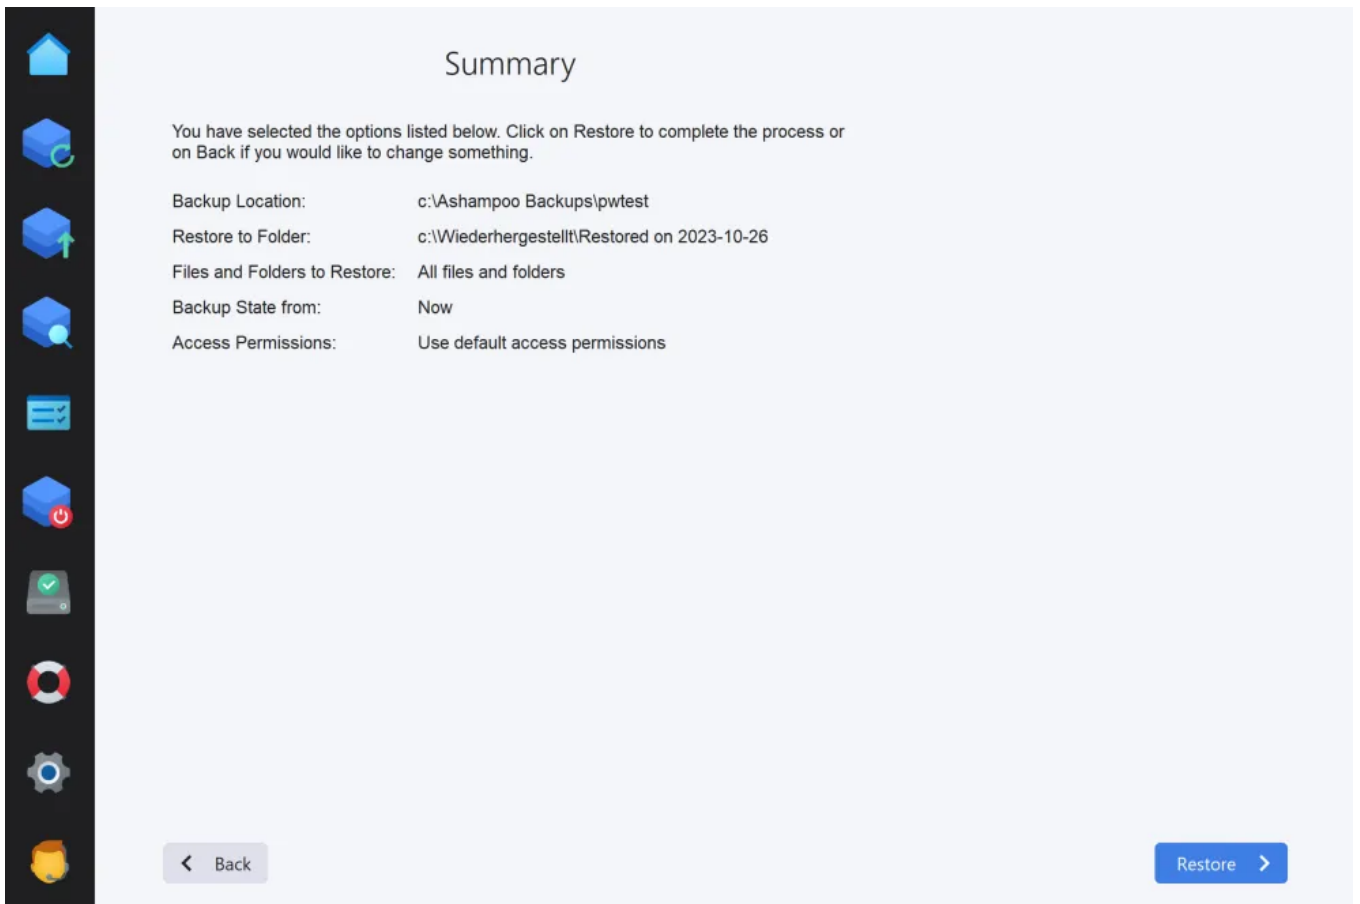 Summary
You have selected the options listed below. Click on Restore to complete the process or
on Back if you would like to change something.
Backup Location: c:\Ashampoo Backups\pwtest
Restore to Folder: c:\Wiederhergestellt\Restored on 2023-10-26
Files and Folders to Restore: All files and folders
Backup State from: Now
Access Permissions: Use default access permissions
Back Restore